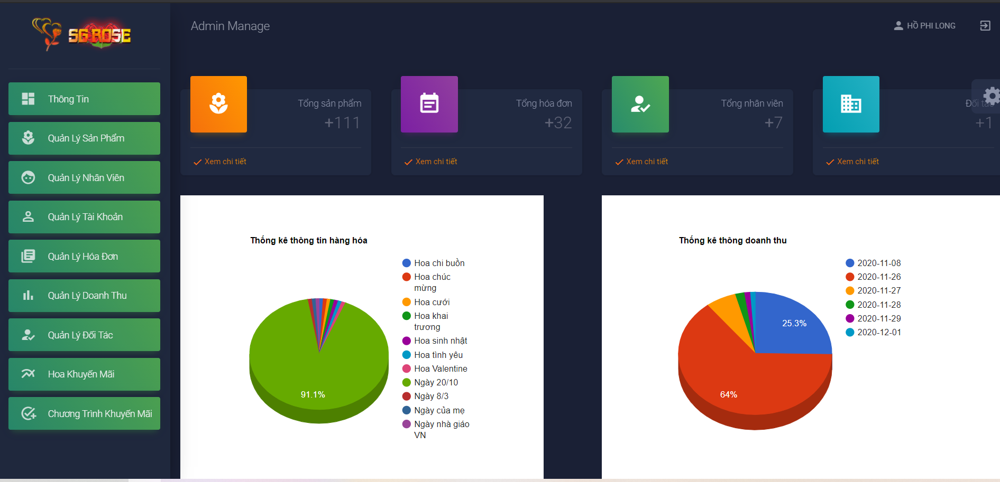 SG ROSE
Admin Manage
HỒ PHI LONG
Thông Tin
Quản Lý Sản Phẩm
Quản Lý Nhân Viên
Quản Lý Tài Khoản
Quản Lý Hóa Đơn
Quản Lý Doanh Thu
Quản Lý Đối Tác
Hoa Khuyến Mãi
Chương Trình Khuyến Mãi
Tổng sản phẩm
+111
Xem chi tiết
Tổng hóa đơn
+32
Xem chi tiết
Tổng nhân viên
+7
Xem chi tiết
Đối tác
+1
Xem chi tiết
Thống kê thông tin hàng hóa
91.1%
Hoa chi buồn
Hoa chúc
mừng
Hoa cưới
Hoa khai
trương
Hoa sinh nhật
Hoa tình yêu
Hoa Valentine
Ngày 20/10
Ngày 8/3
Ngày của mẹ
Ngày nhà giáo
VN
Thống kê thông doanh thu
25.3%
64%
2020-11-08
2020-11-26
2020-11-27
2020-11-28
2020-11-29
2020-12-01